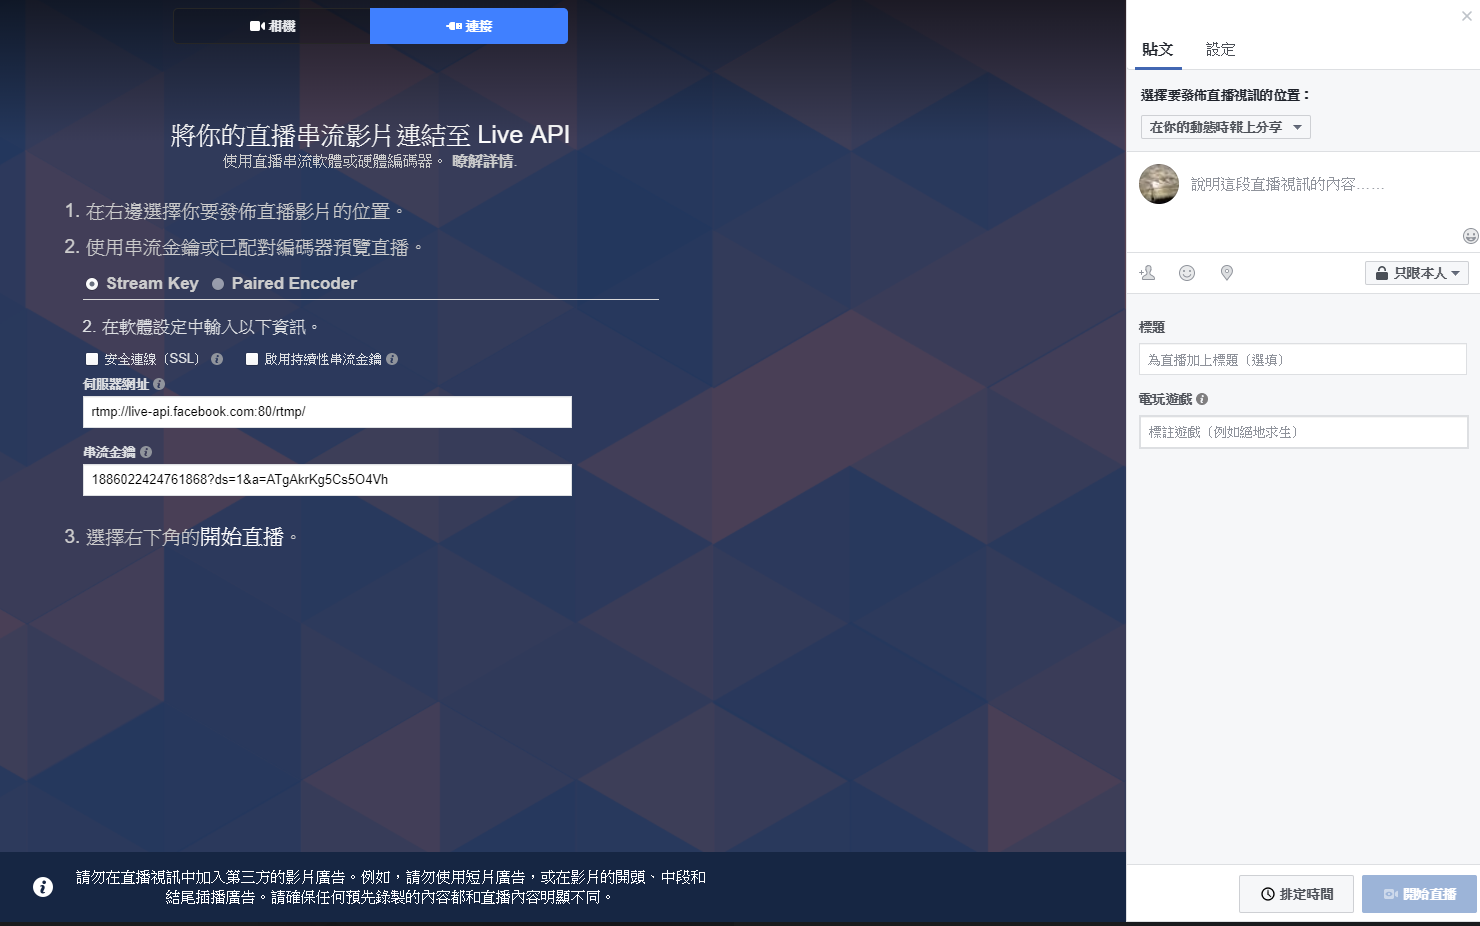 相機
連接
將你的直播串流影片連結至 Live API
使用直播串流軟體或硬體編碼器。 瞭解詳情.
1. 在右邊選擇你要發佈直播影片的位置。
2. 使用串流金鑰或已配對編碼器預覽直播。
Stream Key
Paired Encoder
2. 在軟體設定中輸入以下資訊。
安全連線（SSL）
啟用持續性串流金鑰
伺服器網址
rtmp://live-api.facebook.com:80/rtmp/
串流金鑰
1886022424761868?ds=1&a=ATgAkrKg5Cs5O4Vh
3. 選擇右下角的開始直播。
請勿在直播視訊中加入第三方的影片廣告。例如，請勿使用短片廣告，或在影片的開頭、中段和
結尾插播廣告。請確保任何預先錄製的內容都和直播內容明顯不同。
貼文
設定
選擇要發佈直播視訊的位置：
在你的動態時報上分享
說明這段直播視訊的內容……
只限本人
標題
為直播加上標題（選填）
電玩遊戲
標註遊戲（例如絕地求生）
排定時間
開始直播